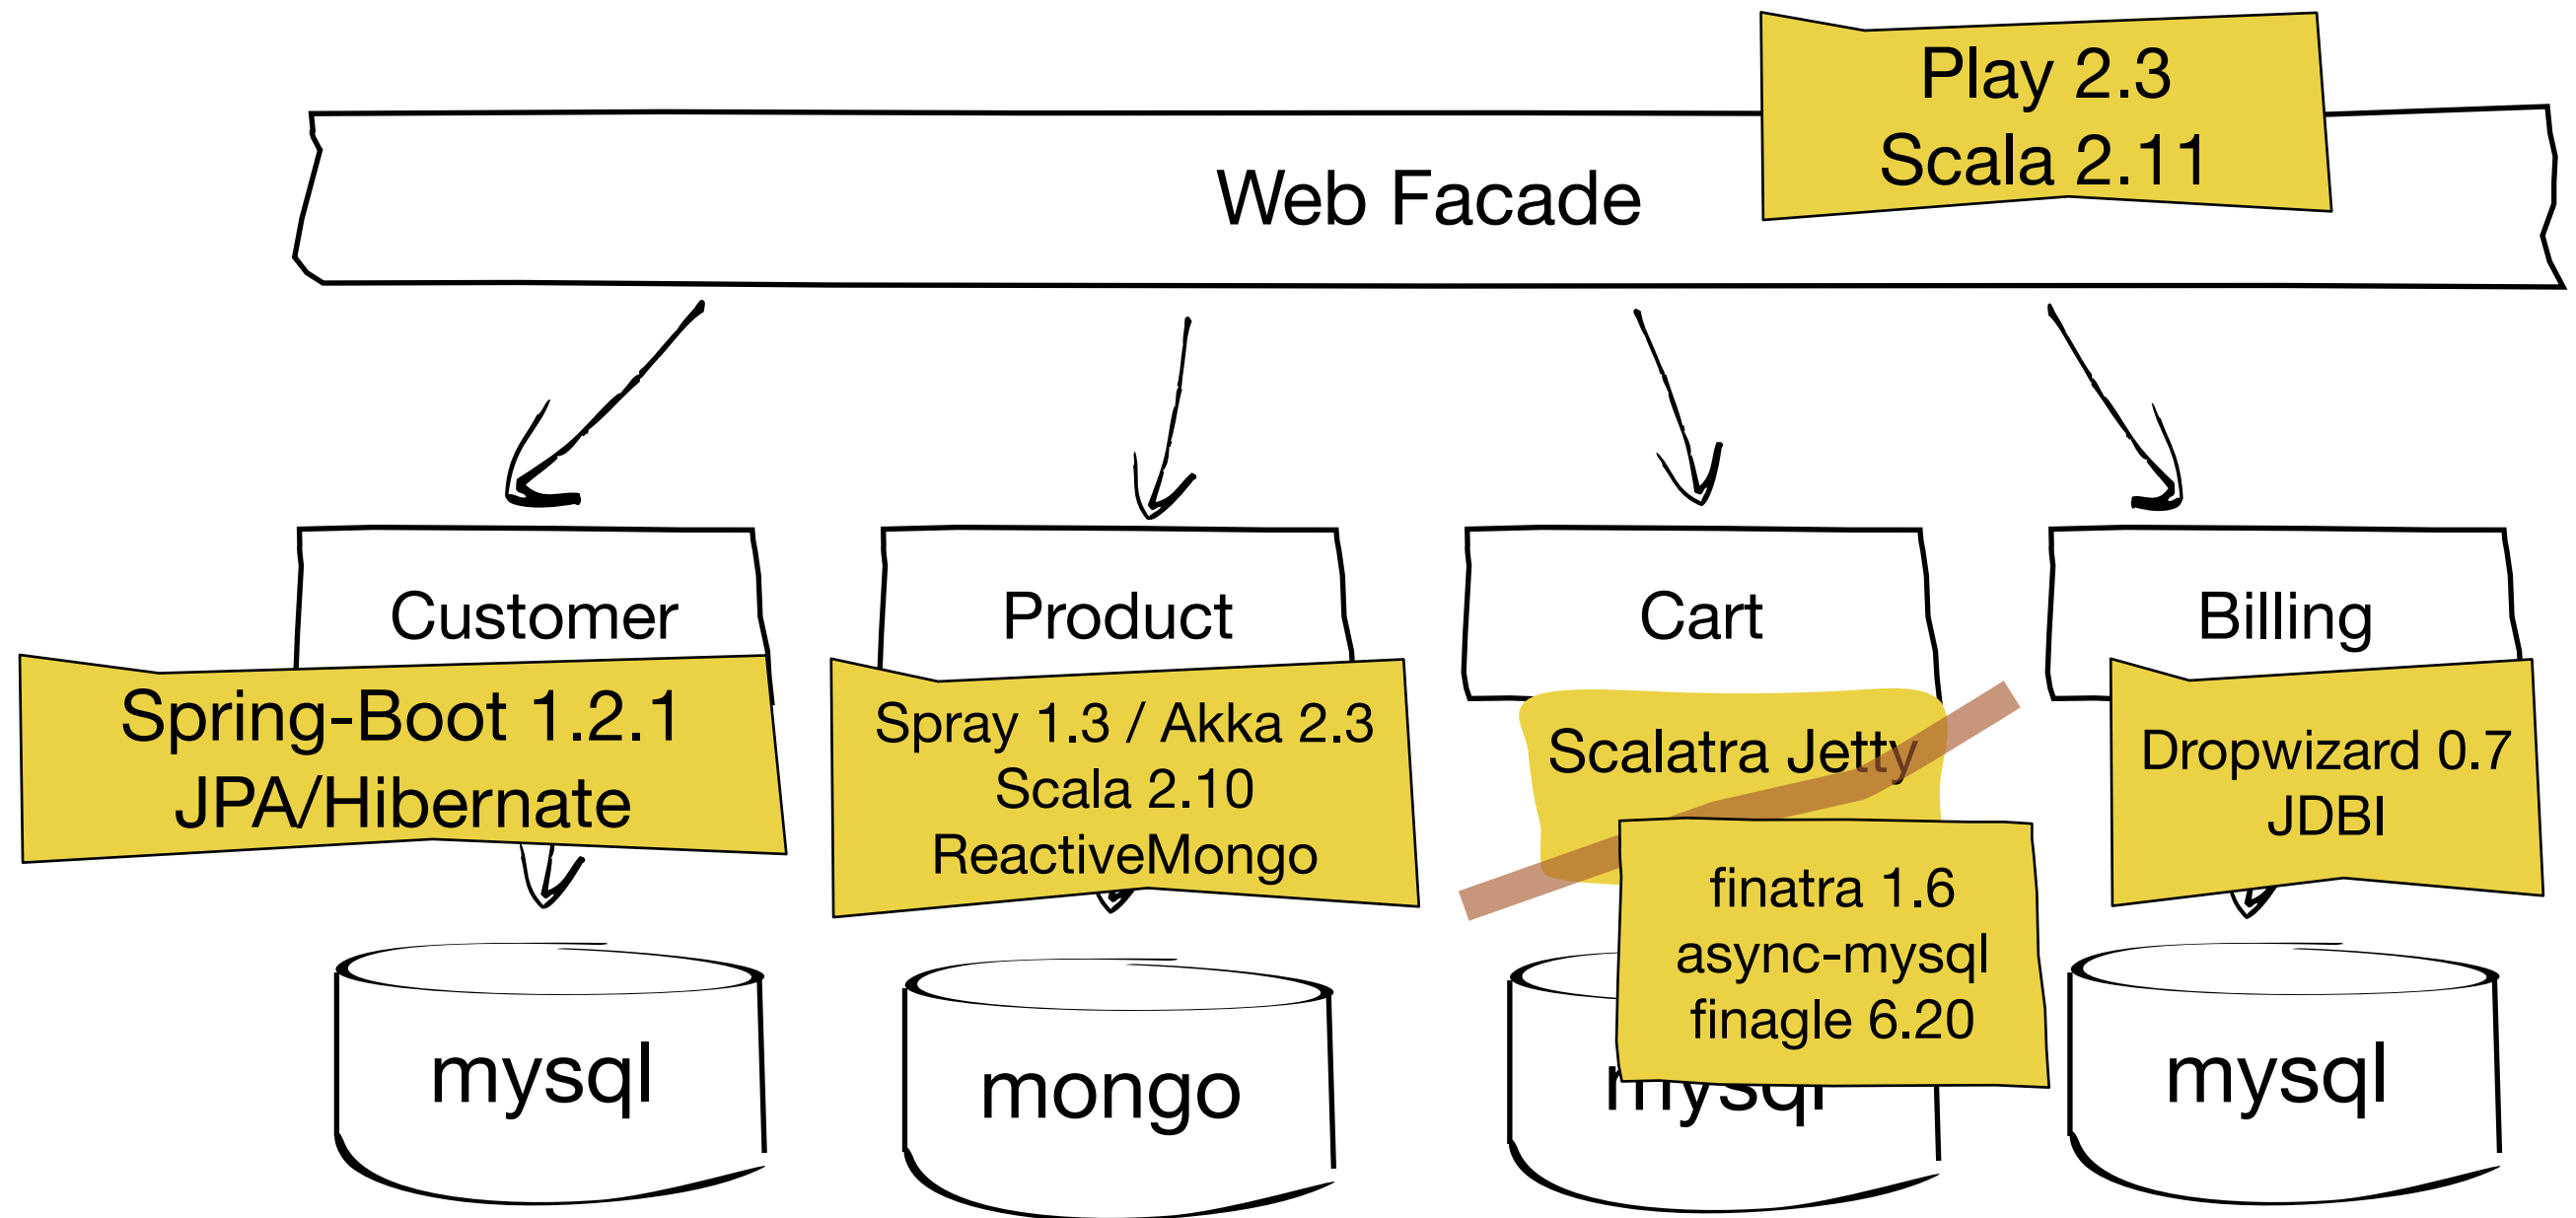 Play 2.3
Scala 2.11
Web Facade
Customer
Product
Cart
Billing
Spring-Boot 1.2.1
JPA/Hibernate
Spray 1.3 / Akka 2.3
Scala 2.10
ReactiveMongo
Scalatra Jetty
Dropwizard 0.7
JDBI
finatra 1.6
async-mysql
finagle 6.20
mysql
mongo
mysql
mysql